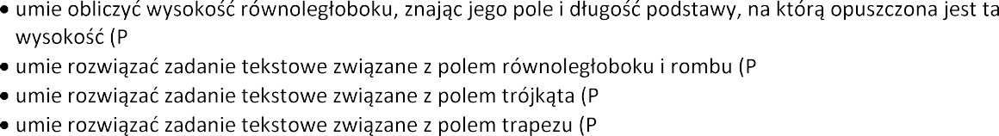 • umie obliczyć wysokość równoległoboku, znając jego pole i długość podstawy, na którą opuszczona jest ta
wysokość (P
• umie rozwiązać zadanie tekstowe związane z polem równoległoboku i rombu (P
• umie rozwiązać zadanie tekstowe związane z polem trójkąta (P
• umie rozwiązać zadanie tekstowe związane z polem trapezu (P